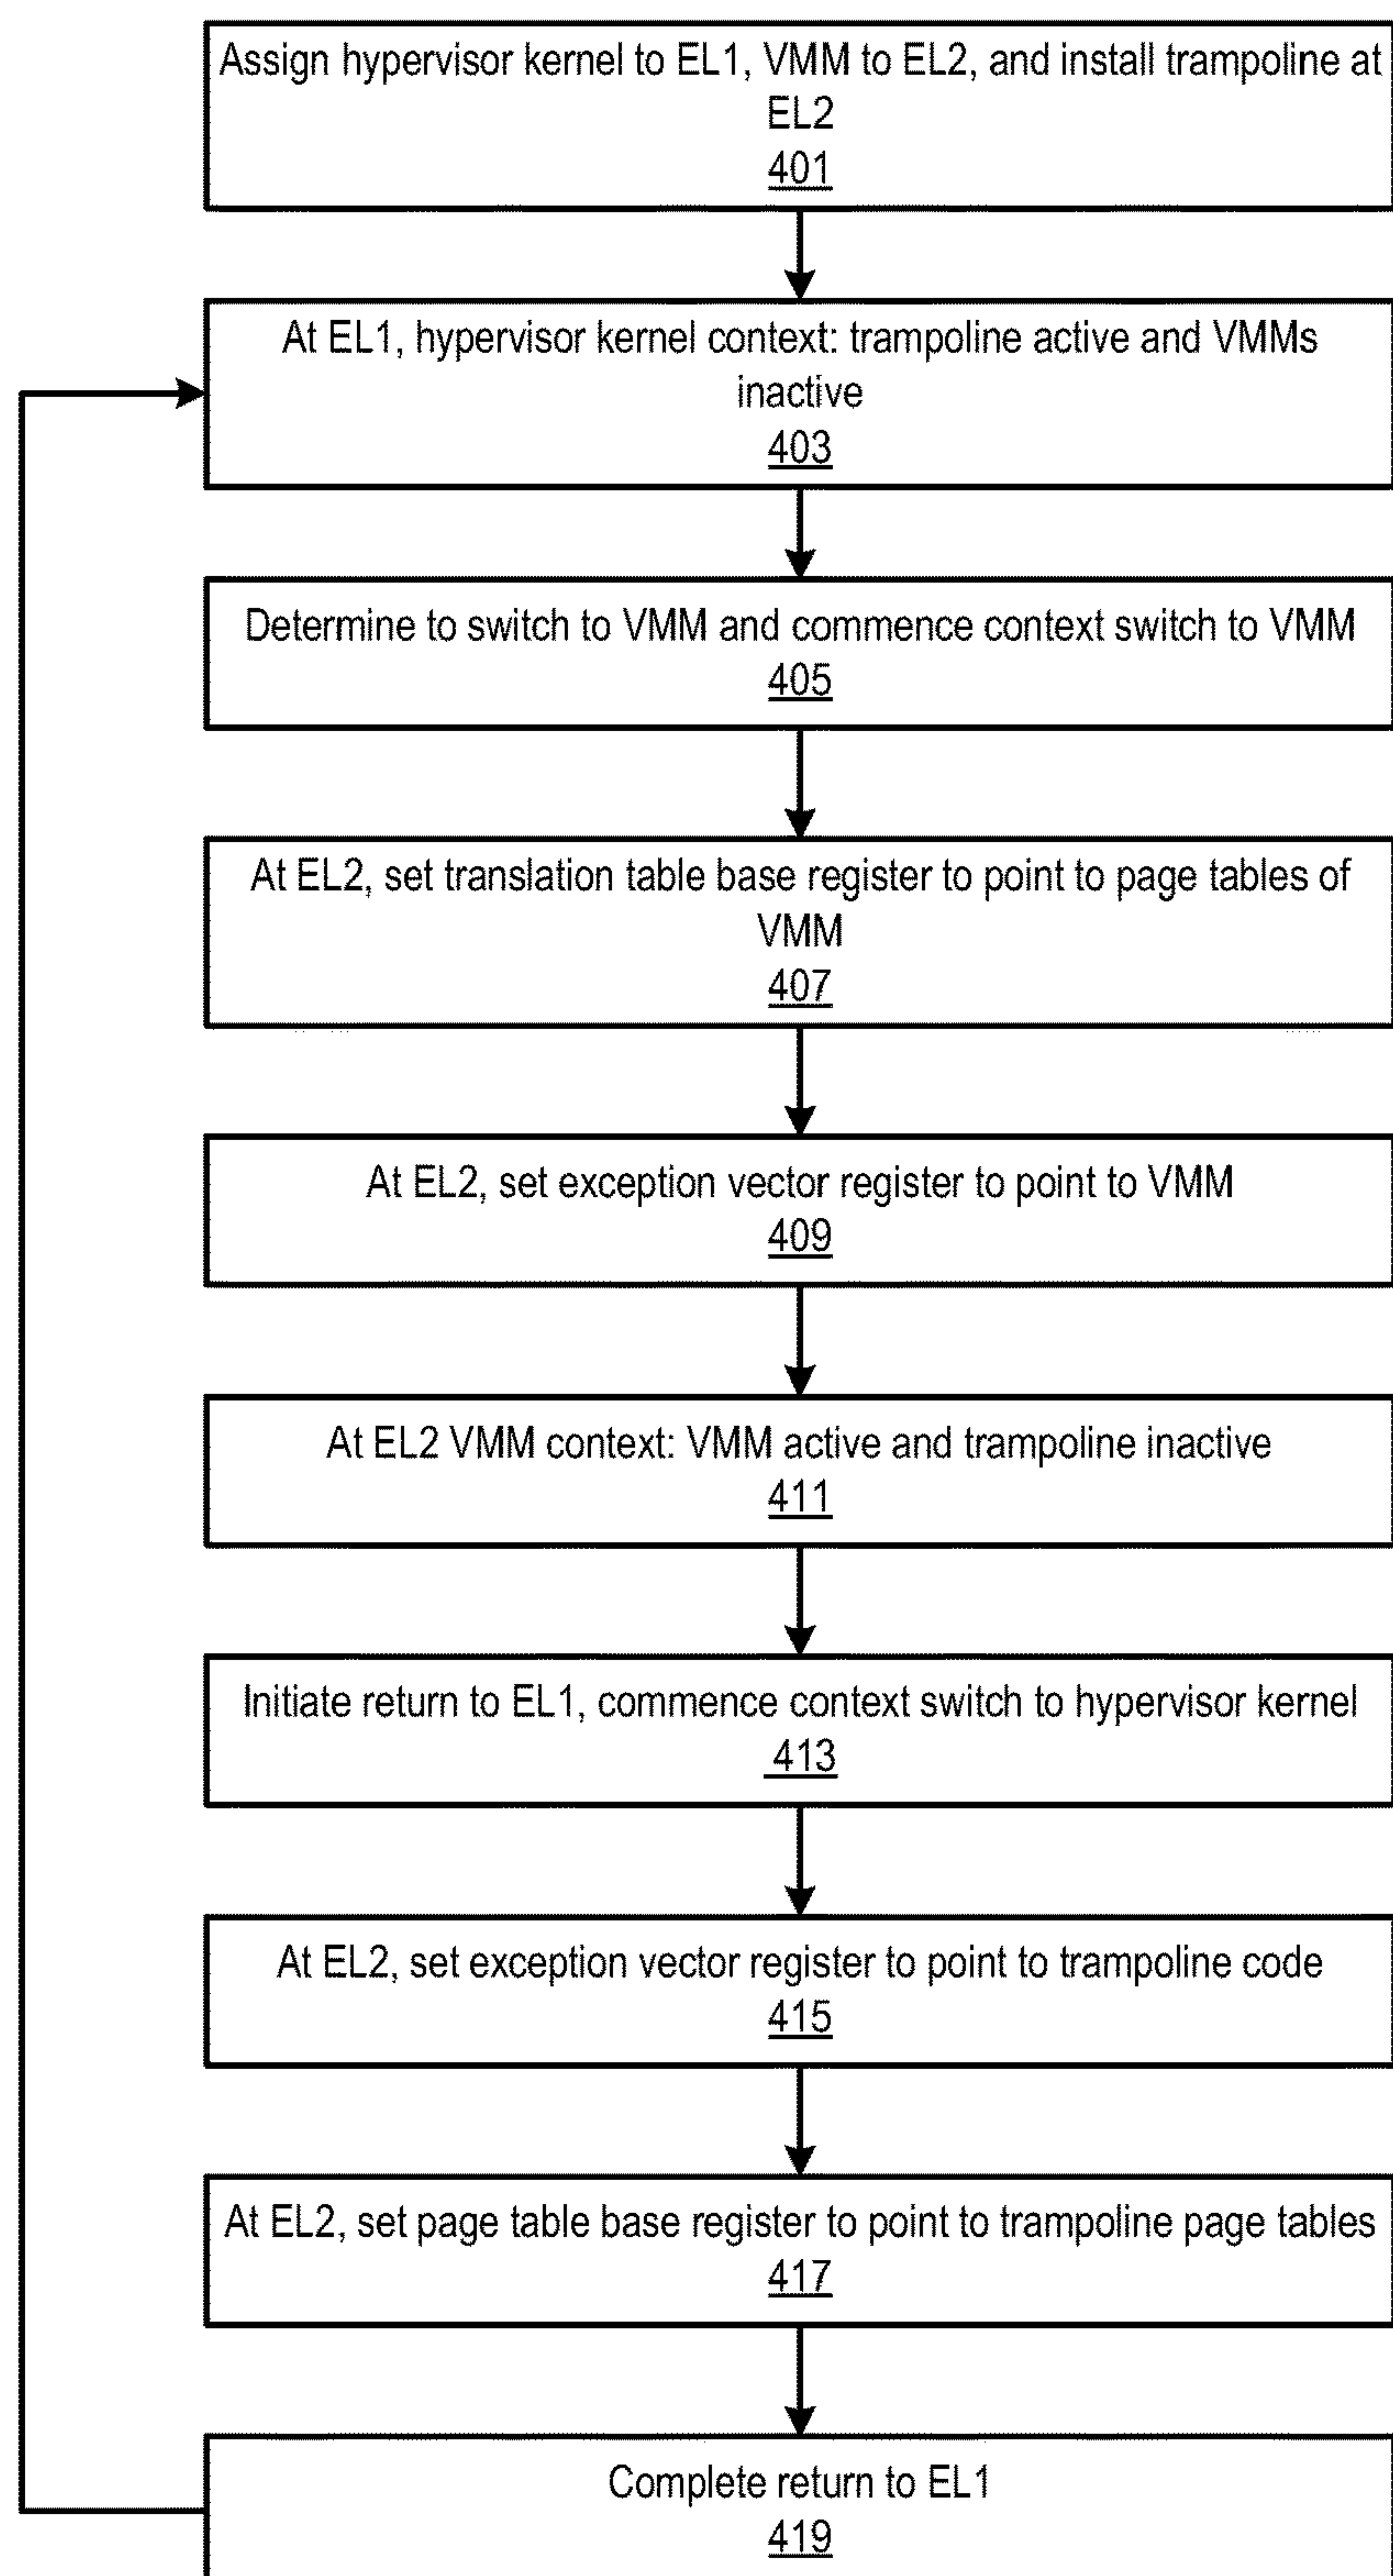 Assign hypervisor kernel to EL1, VMM to EL2, and install trampoline at
EL2
401
At EL1, hypervisor kernel context: trampoline active and VMMs
inactive
403
Determine to switch to VMM and commence context switch to VMM
405
At EL2, set translation table base register to point to page tables of
VMM
407
At EL2, set exception vector register to point to VMM
409
At EL2 VMM context: VMM active and trampoline inactive
411
Initiate return to EL1, commence context switch to hypervisor kernel
413
At EL2, set exception vector register to point to trampoline code
415
At EL2, set page table base register to point to trampoline page tables
417
Complete return to EL1
419